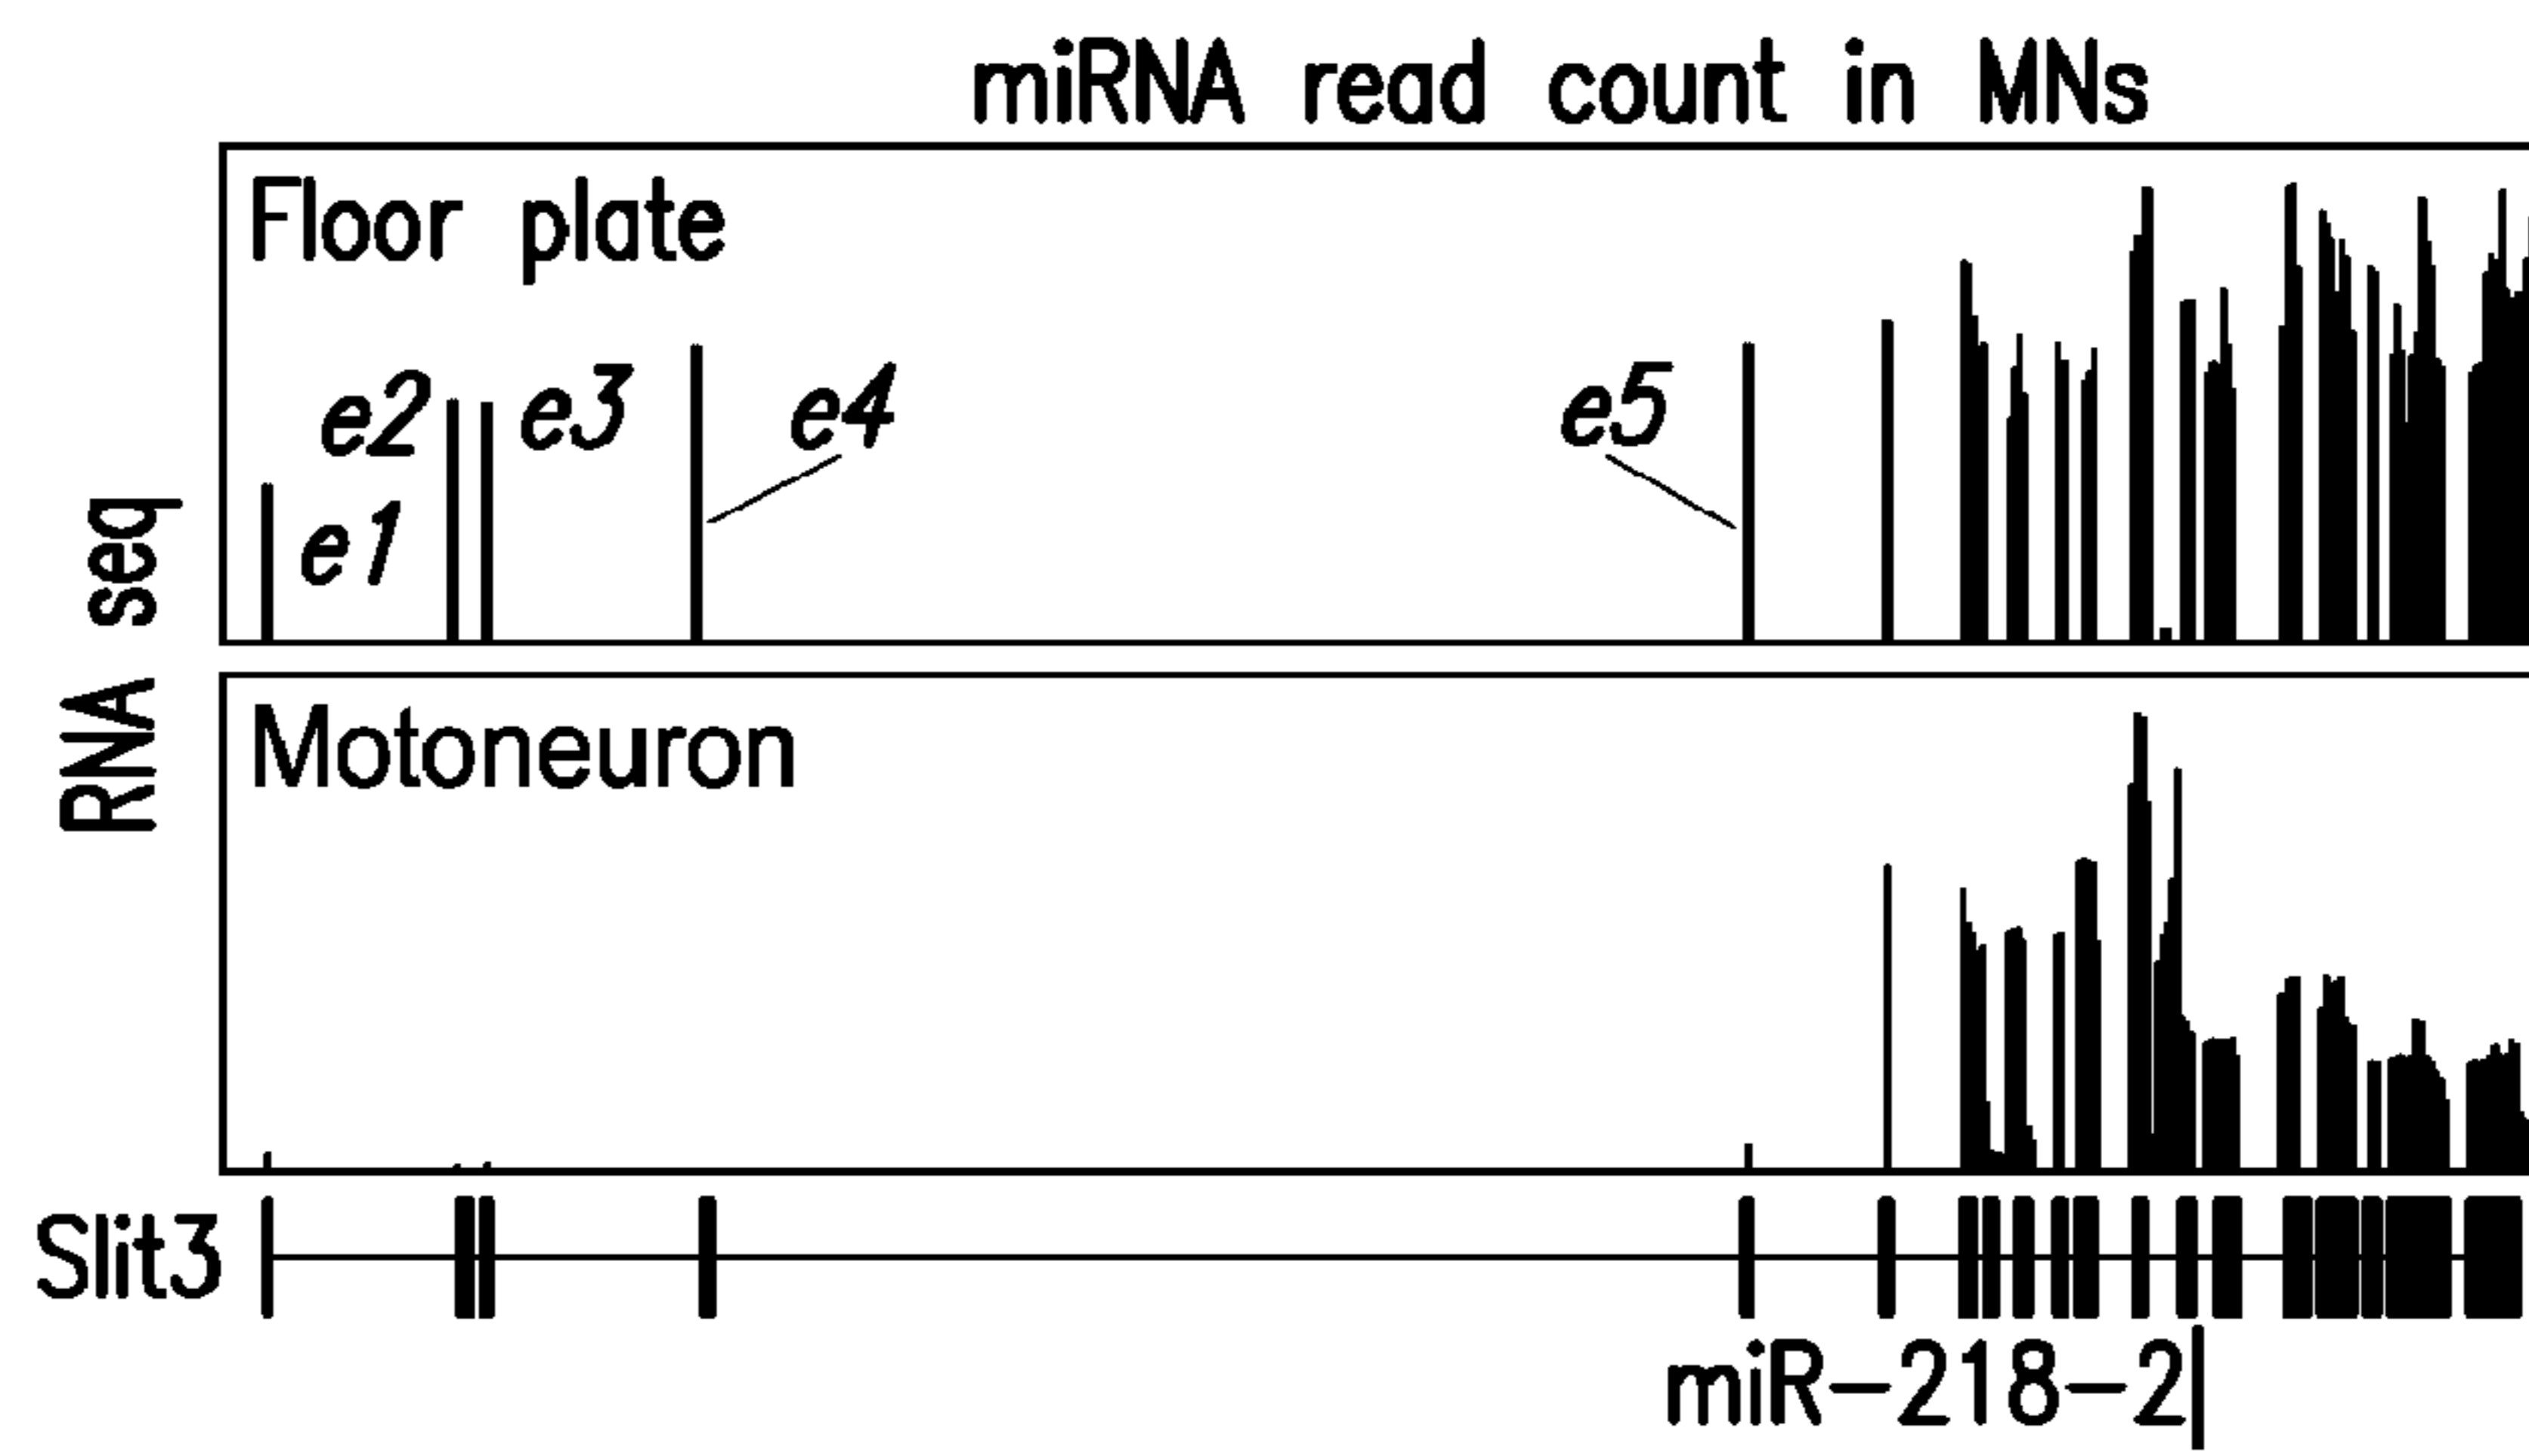 miRNA read count in MNs
Floor plate
e2
e3
e4
e5
e1
RNA seq
Motoneuron
Slit3
miR-218-2